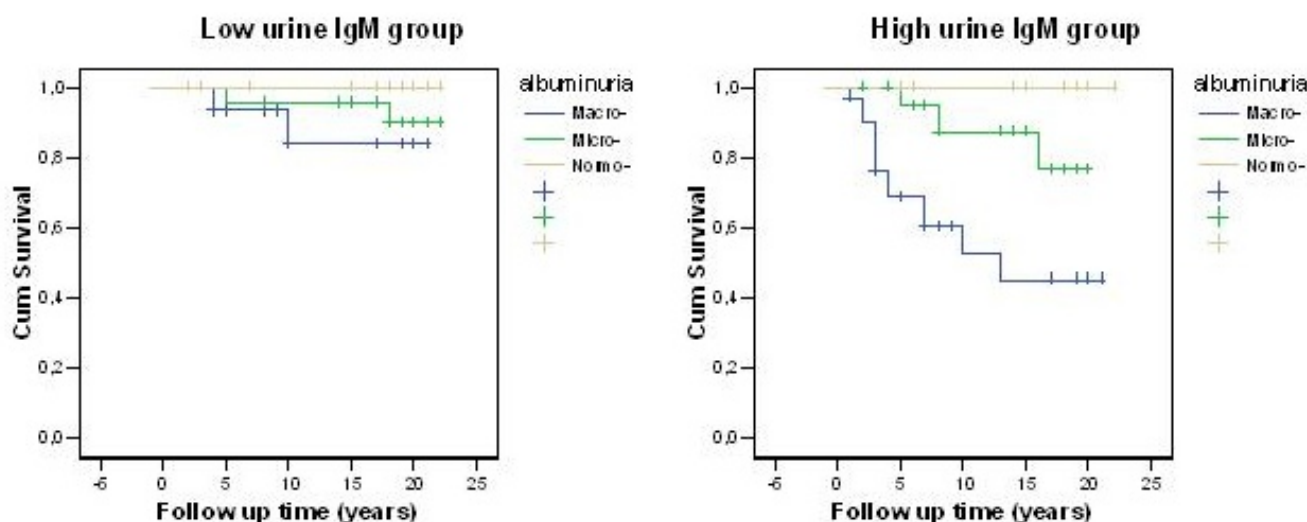 Low urine IgM group
Cum Survival
1,0
0,8
0,6
0,4
0,2
0,0
-5 0 5 10 15 20 25
Follow up time (years)
albuminuria
Macro-
Micro-
Normo-
High urine IgM group
Cum Survival
1,0
0,8
0,6
0,4
0,2
0,0
-5 0 5 10 15 20 25
Follow up time (years)
albuminuria
Macro-
Micro-
Normo-